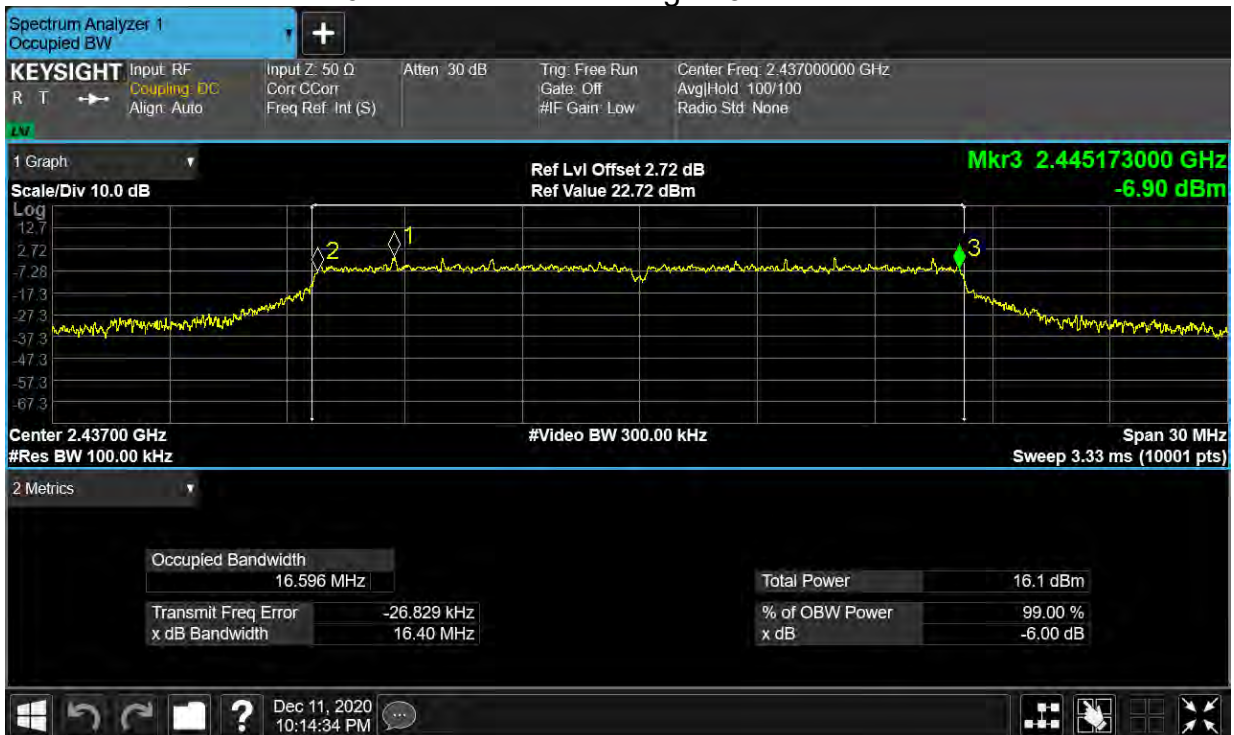 Spectrum Analyzer 1
Occupied BW
+
KEYSIGHT Input: RF Input Z: 50 Ω Atten: 30 dB Trig: Free Run Center Freq: 2.437000000 GHz
R T Coupling: DC Corr CCorr Gate: Off Avg|Hold: 100/100
Align: Auto Freq Ref: Int (S) #IF Gain: Low Radio Std: None
LXI
1 Graph Ref Lvl Offset 2.72 dB Mkr3 2.445173000 GHz
Scale/Div 10.0 dB Ref Value 22.72 dBm -6.90 dBm
Log
12.7
2.72
-7.28
-17.3
-27.3
-37.3
-47.3
-57.3
-67.3
2 1 3
Center 2.43700 GHz #Video BW 300.00 kHz Span 30 MHz
#Res BW 100.00 kHz Sweep 3.33 ms (10001 pts)
2 Metrics
Occupied Bandwidth
16.596 MHz Total Power 16.1 dBm
Transmit Freq Error -26.829 kHz % of OBW Power 99.00 %
x dB Bandwidth 16.40 MHz x dB -6.00 dB
? Dec 11, 2020
10:14:34 PM